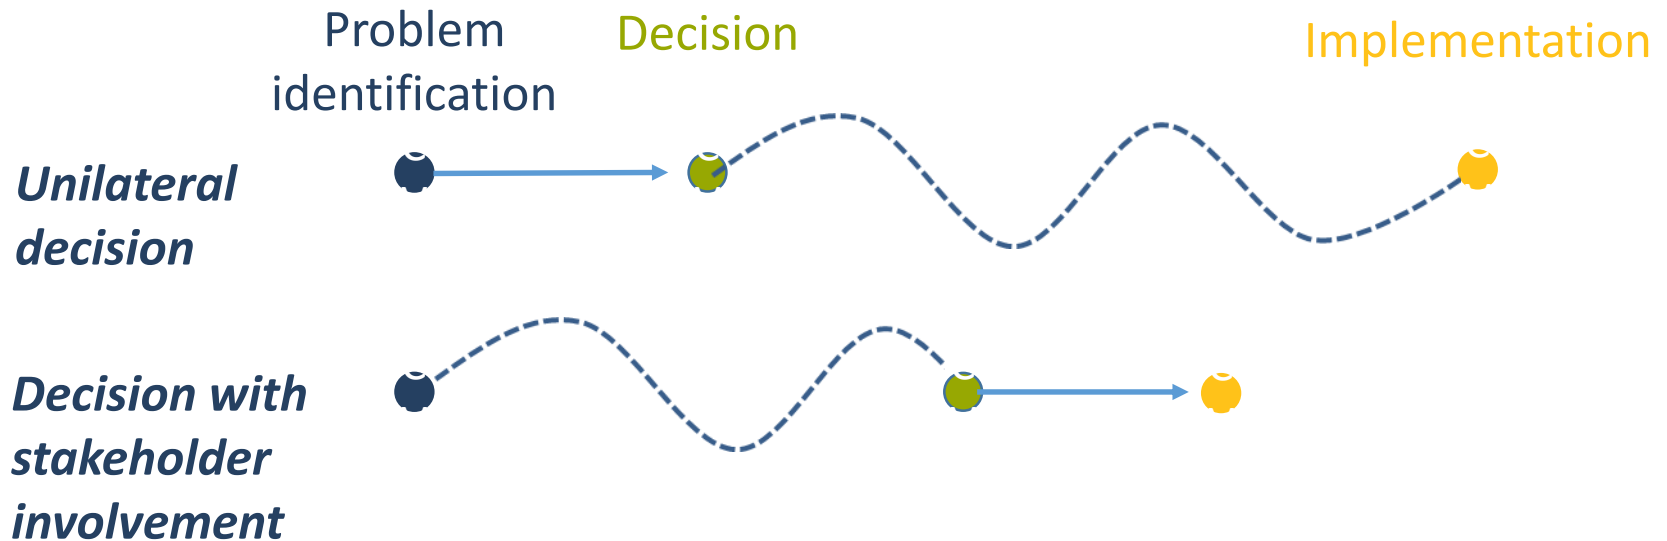 Problem
identification
Decision
Implementation
Unilateral
decision
Decision with
stakeholder
involvement